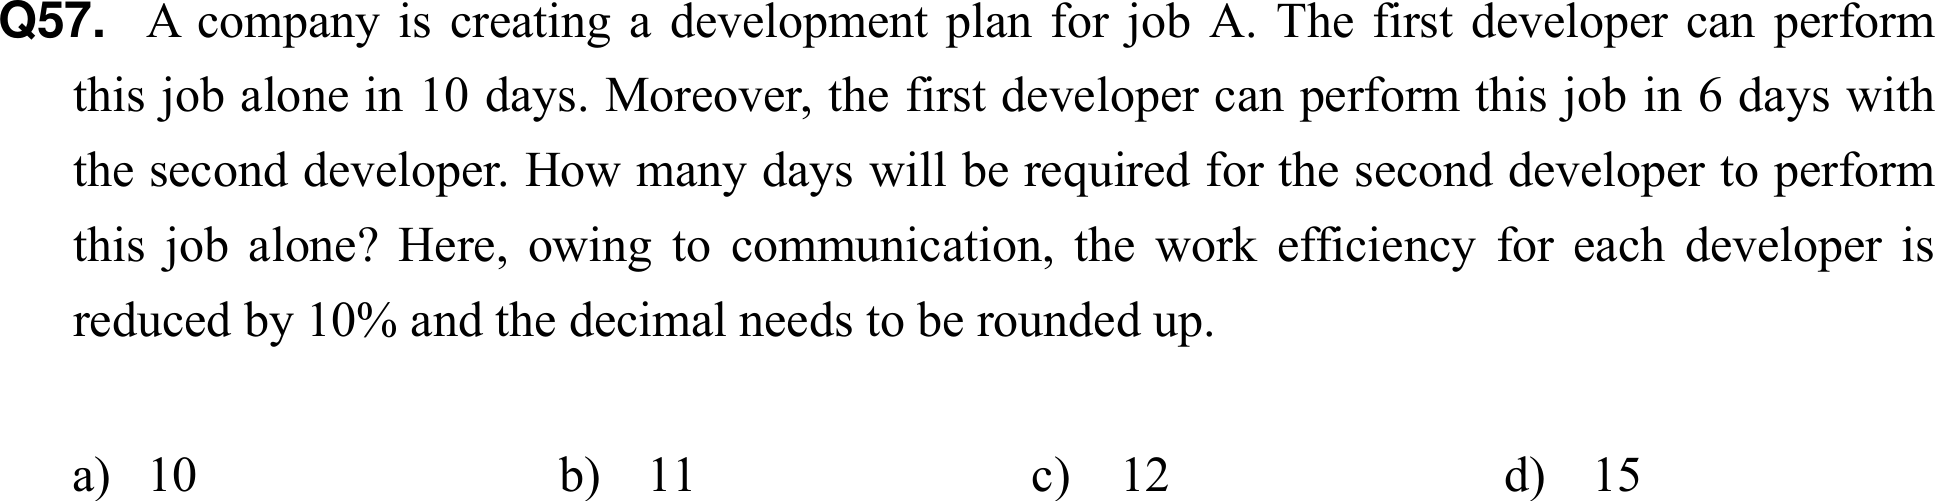 Q57. A company is creating a development plan for job A. The first developer can perform
this job alone in 10 days. Moreover, the first developer can perform this job in 6 days with
the second developer. How many days will be required for the second developer to perform
this job alone? Here, owing to communication, the work efficiency for each developer is
reduced by 10% and the decimal needs to be rounded up.
a) 10 b) 11 c) 12 d) 15